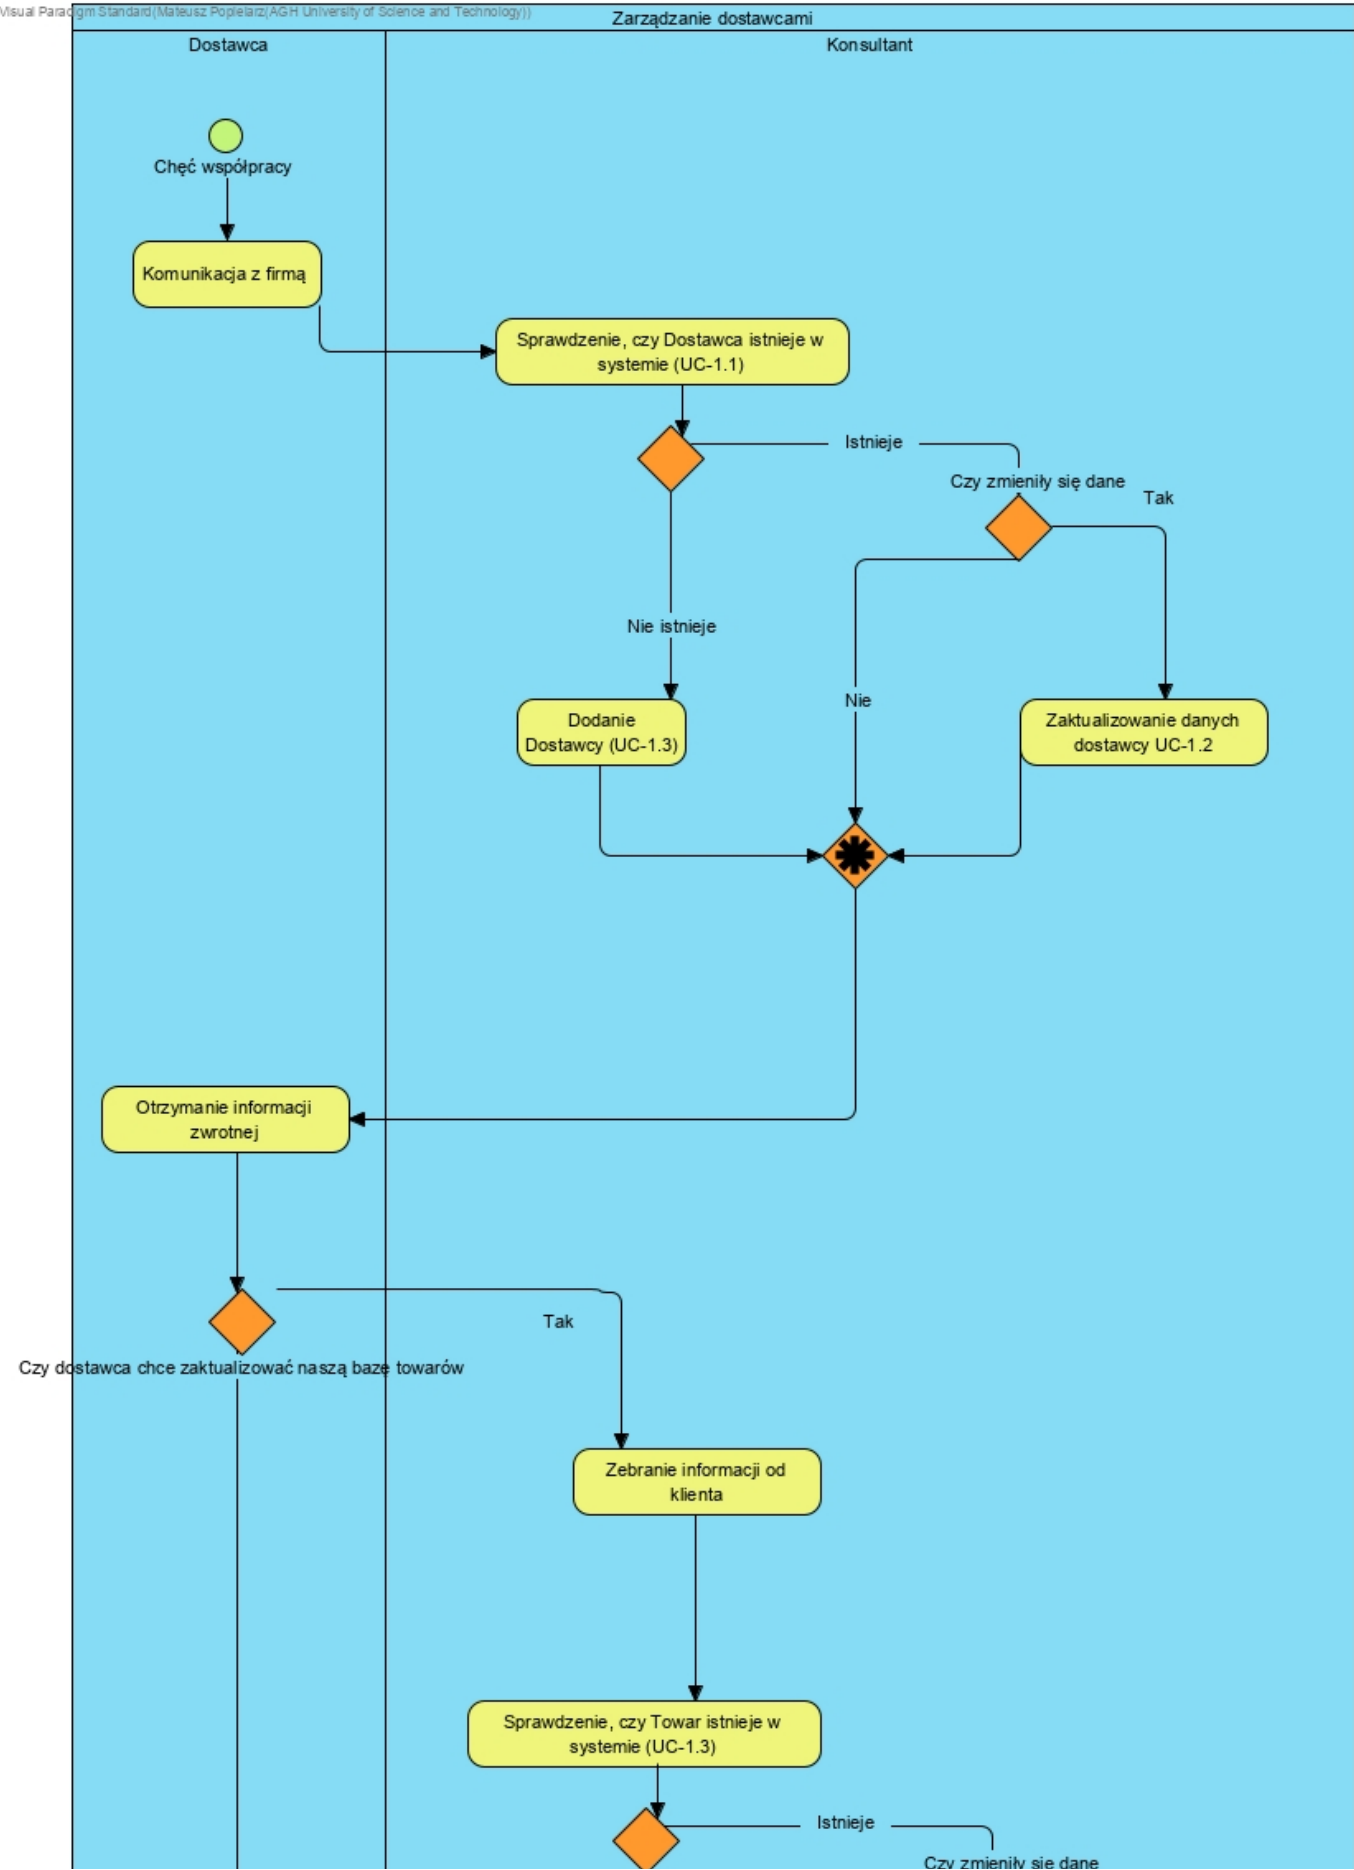 Visual Paradigm Standard(Mateusz Popielarz(AGH University of Science and Technology))
Zarządzanie dostawcami
Dostawca
Konsultant
Chęć współpracy
Komunikacja z firmą
Sprawdzenie, czy Dostawca istnieje w
systemie (UC-1.1)
Istnieje
Czy zmieniły się dane
Tak
Nie istnieje
Nie
Dodanie
Dostawcy (UC-1.3)
Zaktualizowanie danych
dostawcy UC-1.2
Otrzymanie informacji
zwrotnej
Tak
Czy dostawca chce zaktualizować naszą bazę towarów
Zebranie informacji od
klienta
Sprawdzenie, czy Towar istnieje w
systemie (UC-1.3)
Istnieje
Czy zmieniły się dane